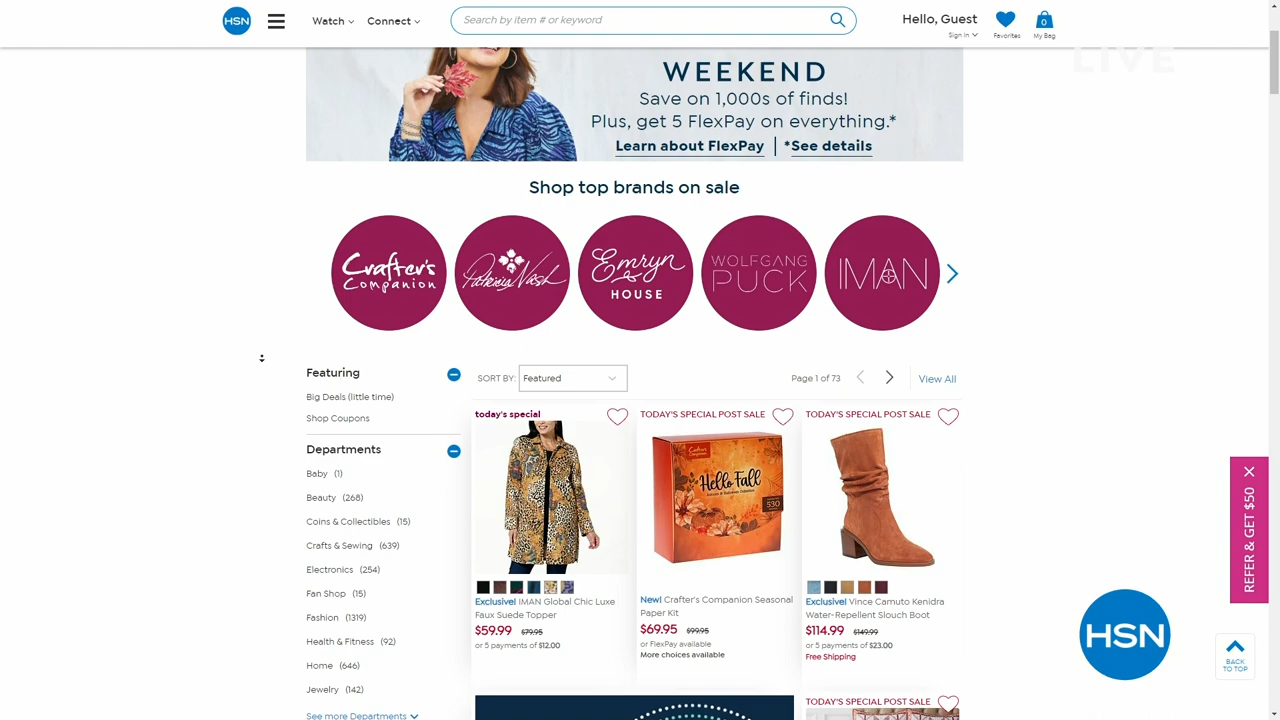 HSN
Watch
Connect
Search by item # or keyword
Hello, Guest
Sign In
Favorites
0
My Bag
LIVE
WEEKEND
Save on 1,000s of finds!
Plus, get 5 FlexPay on everything.*
Learn about FlexPay | *See details
Shop top brands on sale
Crafter's
Companion
Patricia Nash
Emryn
HOUSE
WOLFGANG
PUCK
IMAN
Featuring
Big Deals (little time)
Shop Coupons
Departments
Baby (1)
Beauty (268)
Coins & Collectibles (15)
Crafts & Sewing (639)
Electronics (254)
Fan Shop (15)
Fashion (1319)
Health & Fitness (92)
Home (646)
Jewelry (142)
See more Departments
SORT BY: Featured
Page 1 of 73
View All
today's special
Exclusive! IMAN Global Chic Luxe
Faux Suede Topper
$59.99 $79.95
or 5 payments of $12.00
TODAY'S SPECIAL POST SALE
Crafter's
Companion
Hello Fall
530
New! Crafter's Companion Seasonal
Paper Kit
$69.95 $99.95
or FlexPay available
More choices available
TODAY'S SPECIAL POST SALE
Exclusive! Vince Camuto Kenidra
Water-Repellent Slouch Boot
$114.99 $149.99
or 5 payments of $23.00
Free Shipping
TODAY'S SPECIAL POST SALE
REFER & GET $50
HSN
BACK
TO TOP